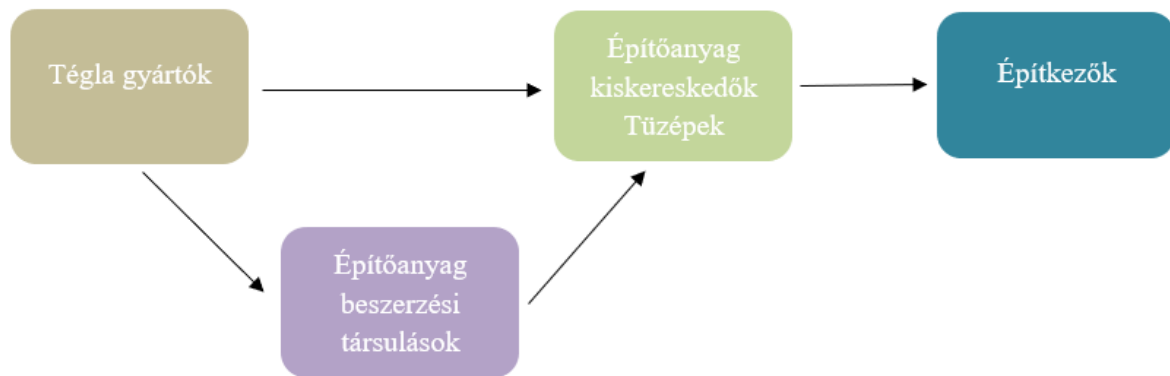 Tégla gyártók
Építőanyag
kiskereskedők
Tüzépek
Építkezők
Építőanyag
beszerzési
társulások